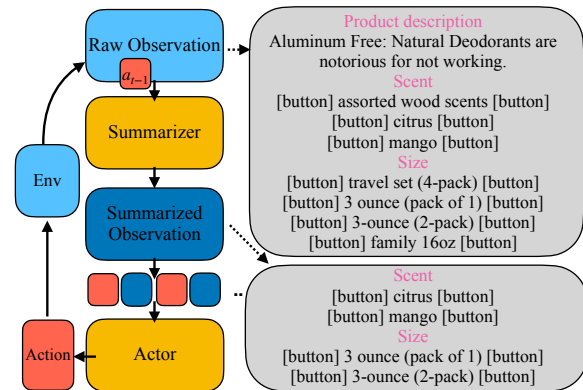 Raw Observation
a_{t-1}
Summarizer
Env
Summarized
Observation
Action
Actor
Product description
Aluminum Free: Natural Deodorants are
notorious for not working.
Scent
[button] assorted wood scents [button]
[button] citrus [button]
[button] mango [button]
Size
[button] travel set (4-pack) [button]
[button] 3 ounce (pack of 1) [button]
[button] 3-ounce (2-pack) [button]
[button] family 16oz [button]
Scent
[button] citrus [button]
[button] mango [button]
Size
[button] 3 ounce (pack of 1) [button]
[button] 3-ounce (2-pack) [button]